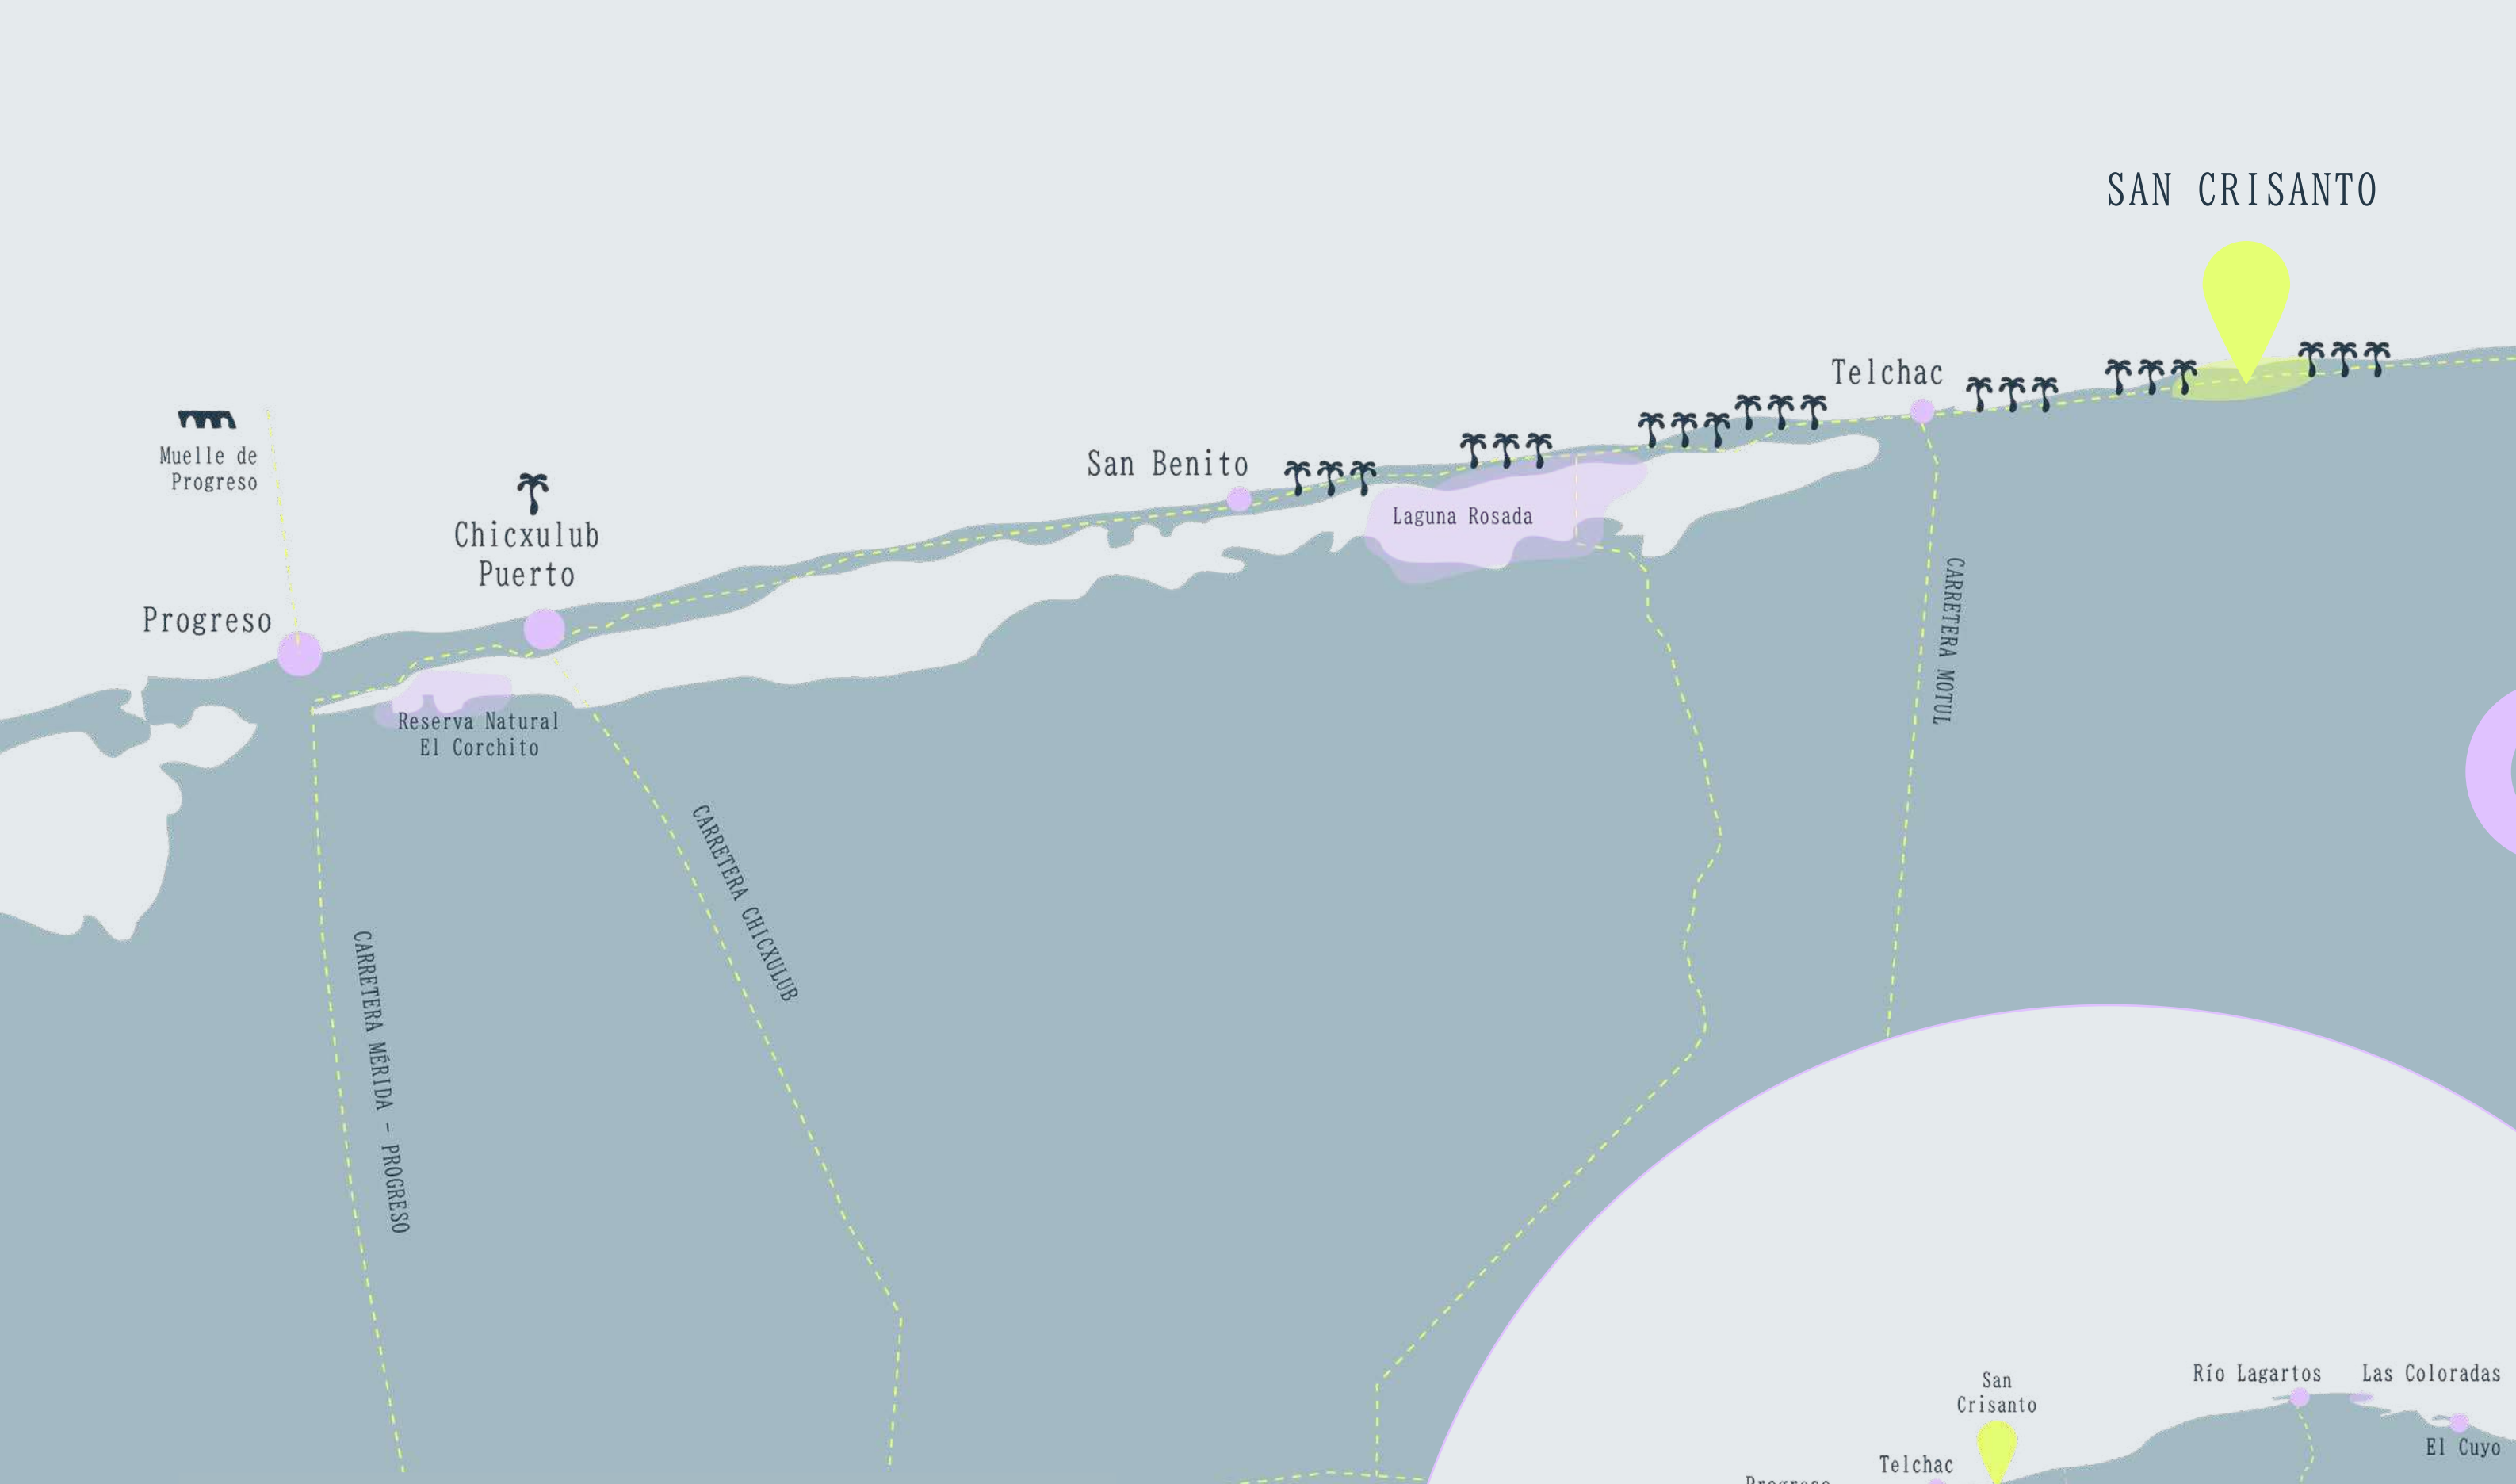 SAN CRISANTO
Telchac
Muelle de
Progreso
San Benito
Chicxulub
Puerto
Laguna Rosada
Progreso
Reserva Natural
El Corchito
CARRETERA MOTUL
CARRETERA CHICXULUB
CARRETERA MÉRIDA - PROGRESO
San
Crisanto
Río Lagartos
Las Coloradas
El Cuyo
Telchac
Progreso